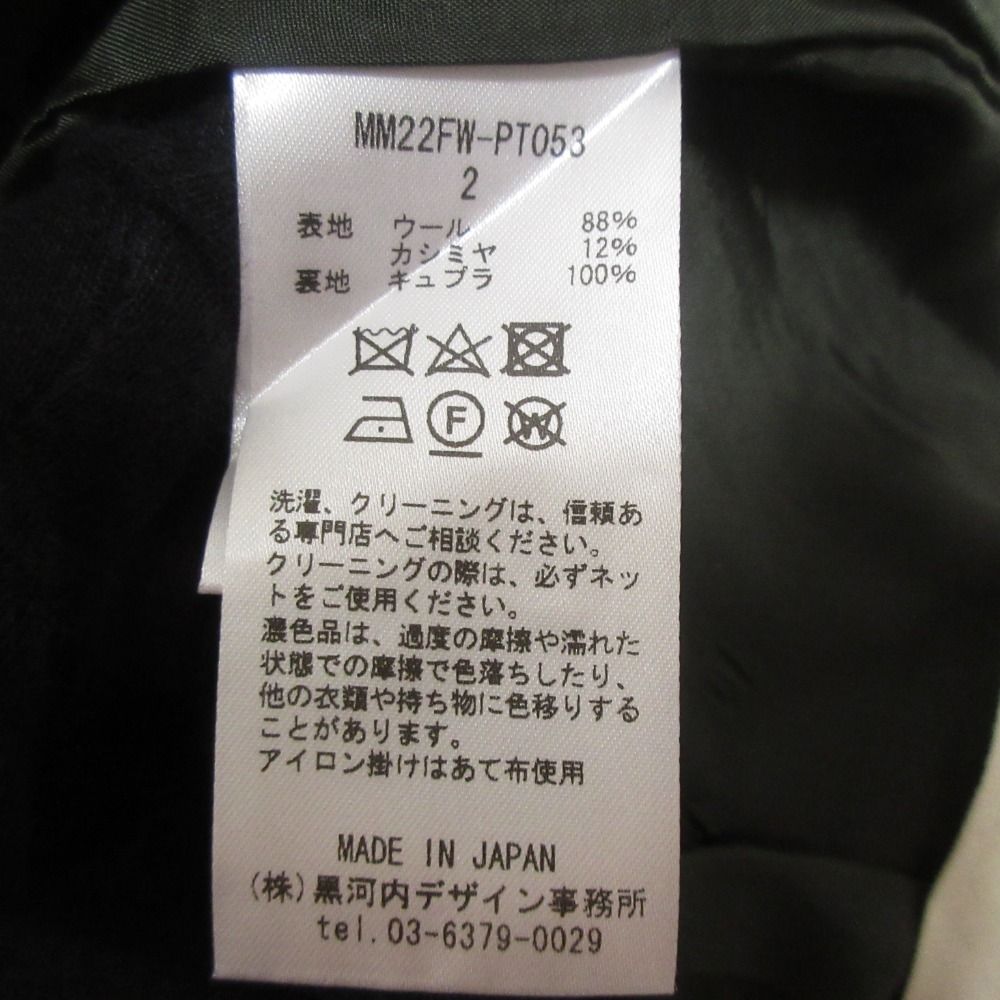 MM22FW-PT053
2
表地 ウール 88%
カシミヤ 12%
裏地 キュプラ 100%
F
W
洗濯、クリーニングは、信頼あ
る専門店へご相談ください。
クリーニングの際は、必ずネッ
トをご使用ください。
濃色品は、過度の摩擦や濡れた
状態での摩擦で色落ちしたり、
他の衣類や持ち物に色移りする
ことがあります。
アイロン掛けはあて布使用
MADE IN JAPAN
(株)黒河内デザイン事務所
tel.03-6379-0029